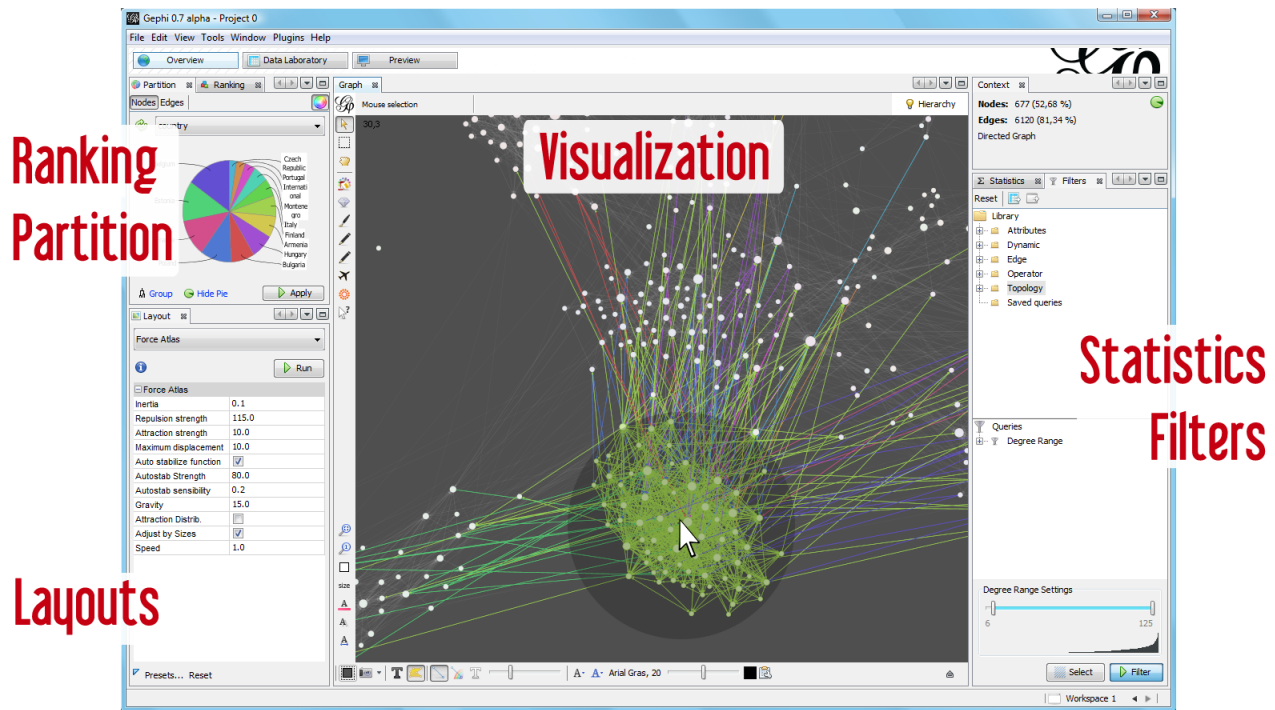 Gephi 0.7 alpha - Project 0
File Edit View Tools Window Plugins Help
Overview
Data Laboratory
Preview
Partition
Ranking
Nodes Edges
country
Czech
Republic
Portugal
Internati
onal
Montene
gro
Italy
Finland
Armenia
Hungary
Bulgaria
Ranking
Partition
Group
Hide Pie
Apply
Layout
Force Atlas
Run
Force Atlas
Inertia 0.1
Repulsion strength 115.0
Attraction strength 10.0
Maximum displacement 10.0
Auto stabilize function
Autostab Strength 80.0
Autostab sensibility 0.2
Gravity 15.0
Attraction Distrib.
Adjust by Sizes
Speed 1.0
Layouts
Presets... Reset
Graph
Mouse selection
Hierarchy
30,3
Visualization
size
A
A
A
T
T
A- A- Arial Gras, 20
Context
Nodes: 677 (52,68 %)
Edges: 6120 (81,34 %)
Directed Graph
Σ Statistics
Filters
Reset
Library
Attributes
Dynamic
Edge
Operator
Topology
Saved queries
Statistics
Filters
Queries
Degree Range
Degree Range Settings
6
125
Select
Filter
Workspace 1